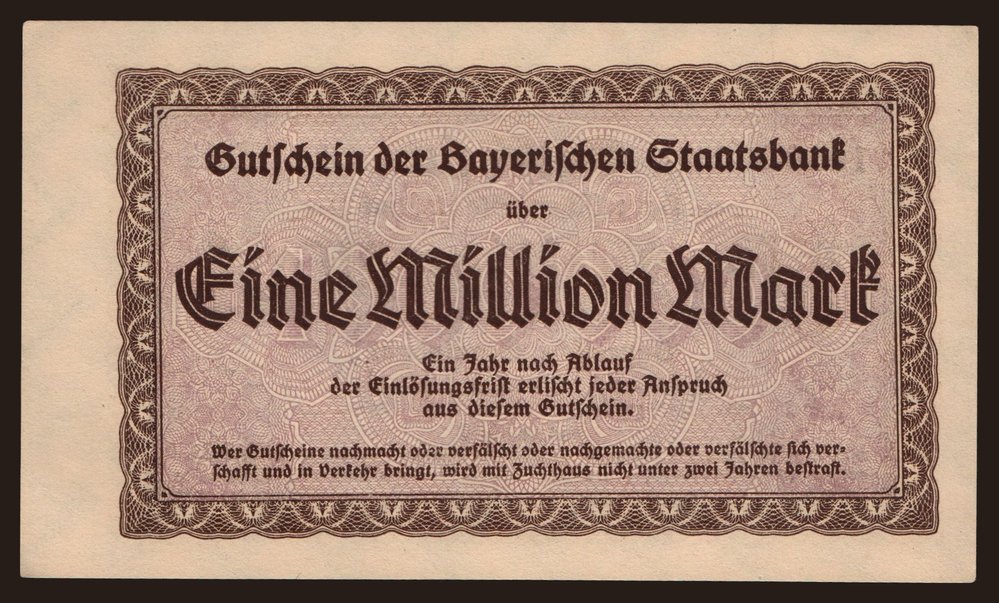 Gutschein der Bayerischen Staatsbank
über
Eine Million Mark
Ein Jahr nach Ablauf
der Einlösungsfrist erlischt jeder Anspruch
aus diesem Gutschein.
Wer Gutscheine nachmacht oder verfälscht oder nachgemachte oder verfälschte sich ver-
schafft und in Verkehr bringt, wird mit Zuchthaus nicht unter zwei Jahren bestraft.